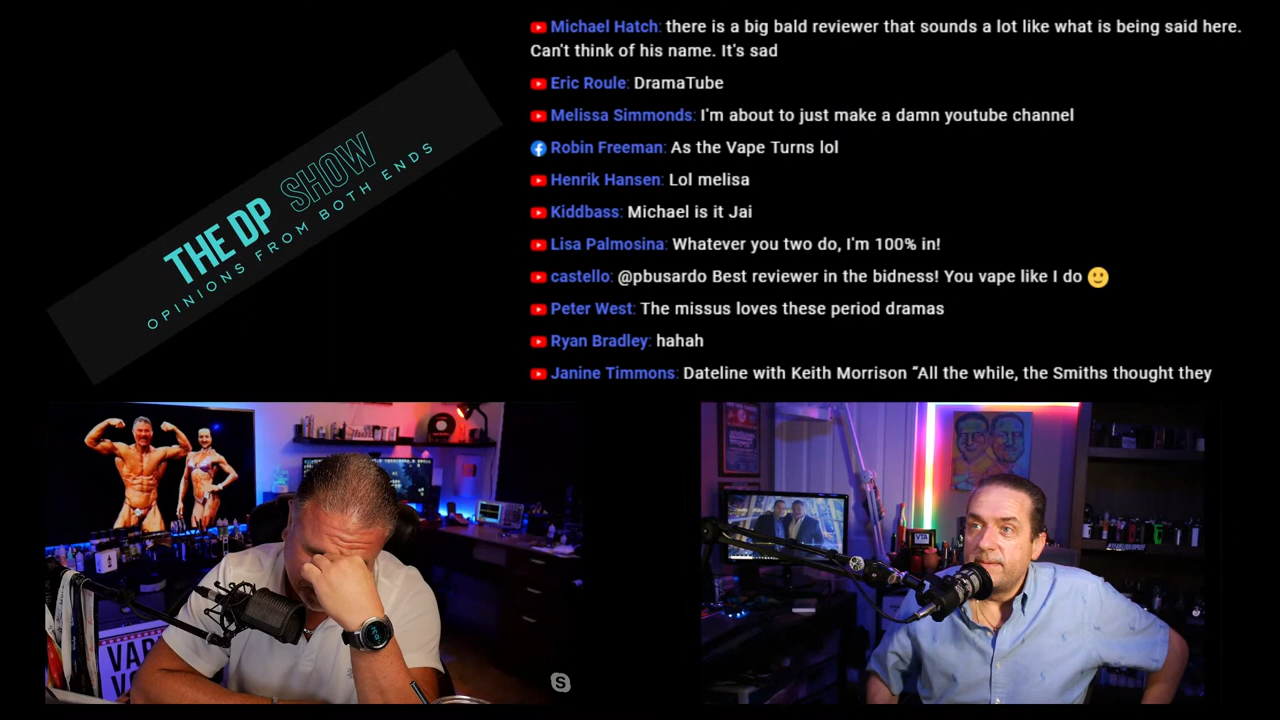 Michael Hatch: there is a big bald reviewer that sounds a lot like what is being said here.
Can't think of his name. It's sad
Eric Roule: DramaTube
Melissa Simmonds: I'm about to just make a damn youtube channel
Robin Freeman: As the Vape Turns lol
Henrik Hansen: Lol melisa
Kiddbass: Michael is it Jai
Lisa Palmosina: Whatever you two do, I'm 100% in!
castello: @pbusardo Best reviewer in the bidness! You vape like I do 🙂
Peter West: The missus loves these period dramas
Ryan Bradley: hahah
Janine Timmons: Dateline with Keith Morrison “All the while, the Smiths thought they
THE DP SHOW
OPINIONS FROM BOTH ENDS
VTA
S